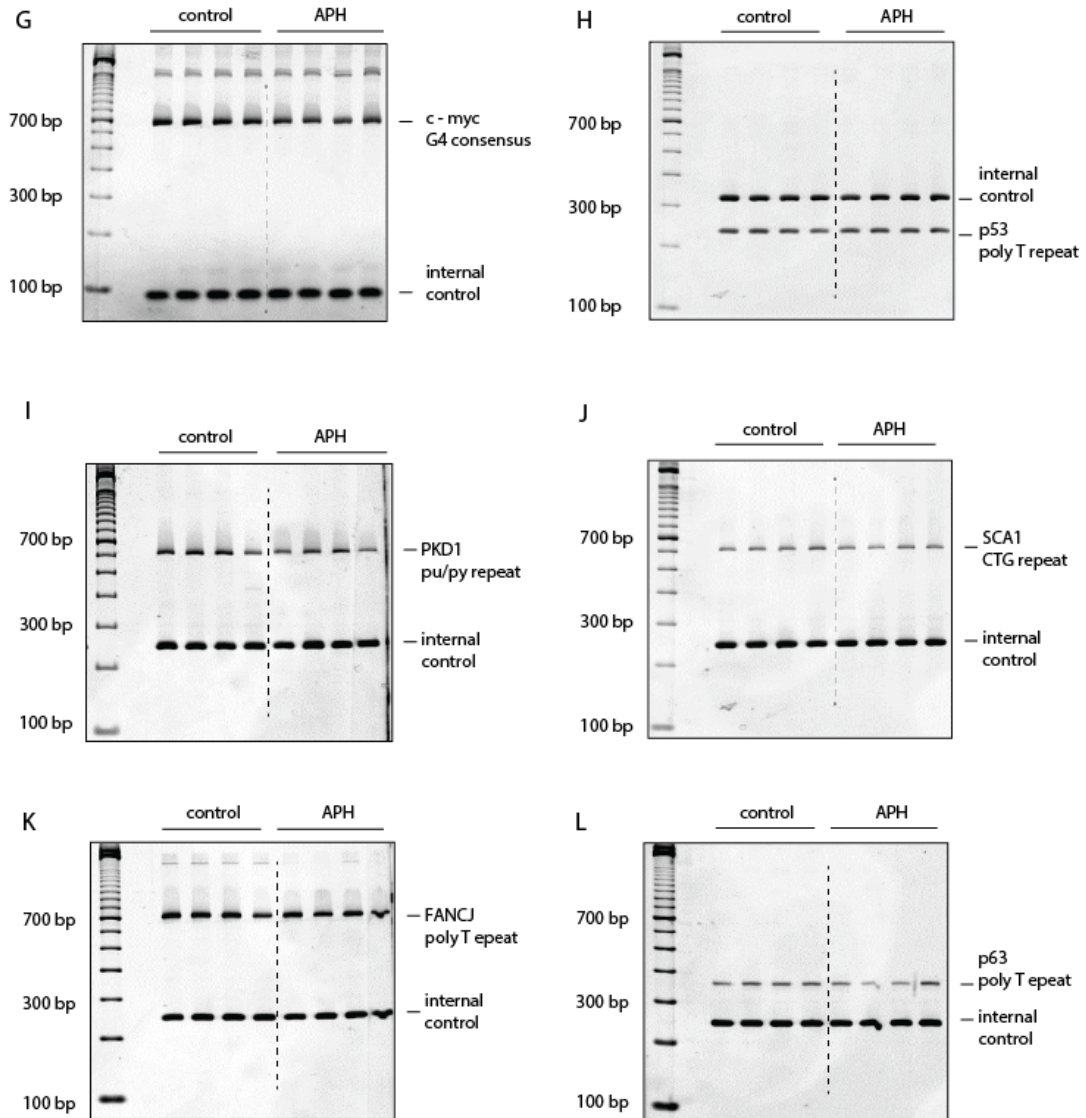 G
control
APH
700 bp
300 bp
100 bp
c - myc
G4 consensus
internal
control
H
control
APH
700 bp
300 bp
100 bp
internal
control
p53
poly T repeat
I
control
APH
700 bp
300 bp
100 bp
PKD1
pu/py repeat
internal
control
J
control
APH
700 bp
300 bp
100 bp
SCA1
CTG repeat
internal
control
K
control
APH
700 bp
300 bp
100 bp
FANCJ
poly T epeat
internal
control
L
control
APH
700 bp
300 bp
100 bp
p63
poly T epeat
internal
control